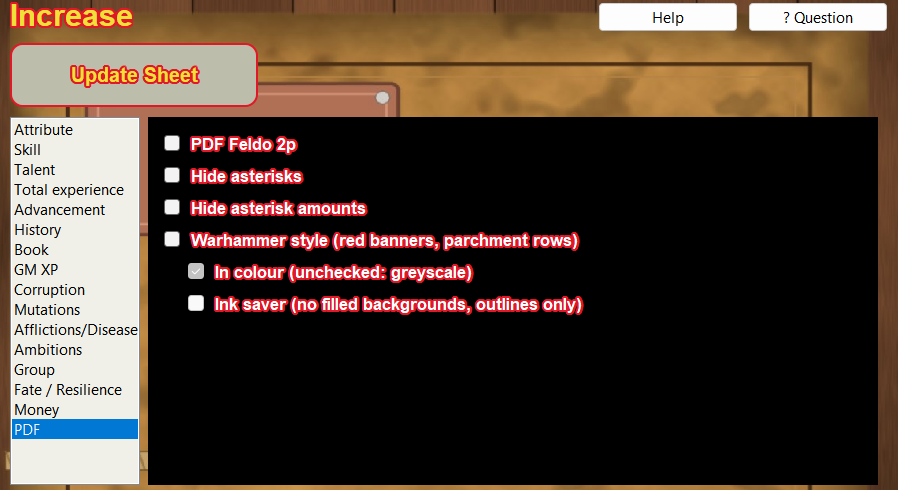 Increase
Help
? Question
Update Sheet
Attribute
Skill
Talent
Total experience
Advancement
History
Book
GM XP
Corruption
Mutations
Afflictions/Disease
Ambitions
Group
Fate / Resilience
Money
PDF
PDF Feldo 2p
Hide asterisks
Hide asterisk amounts
Warhammer style (red banners, parchment rows)
In colour (unchecked: greyscale)
Ink saver (no filled backgrounds, outlines only)